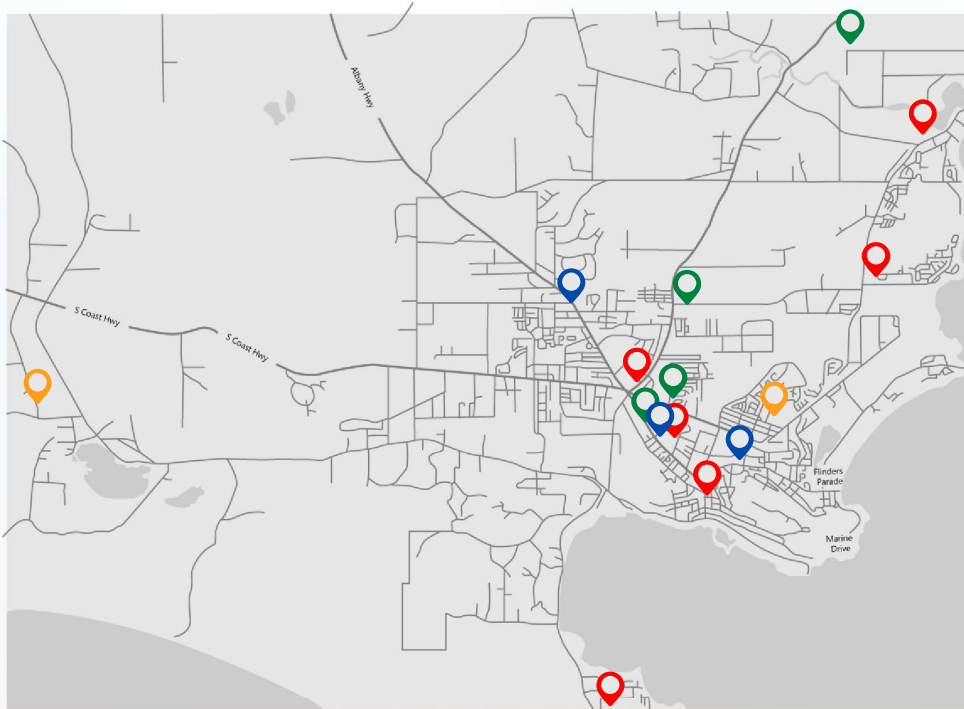 Albany Hwy
S Coast Hwy
S Coast Hwy
Flinders
Parade
Marine
Drive